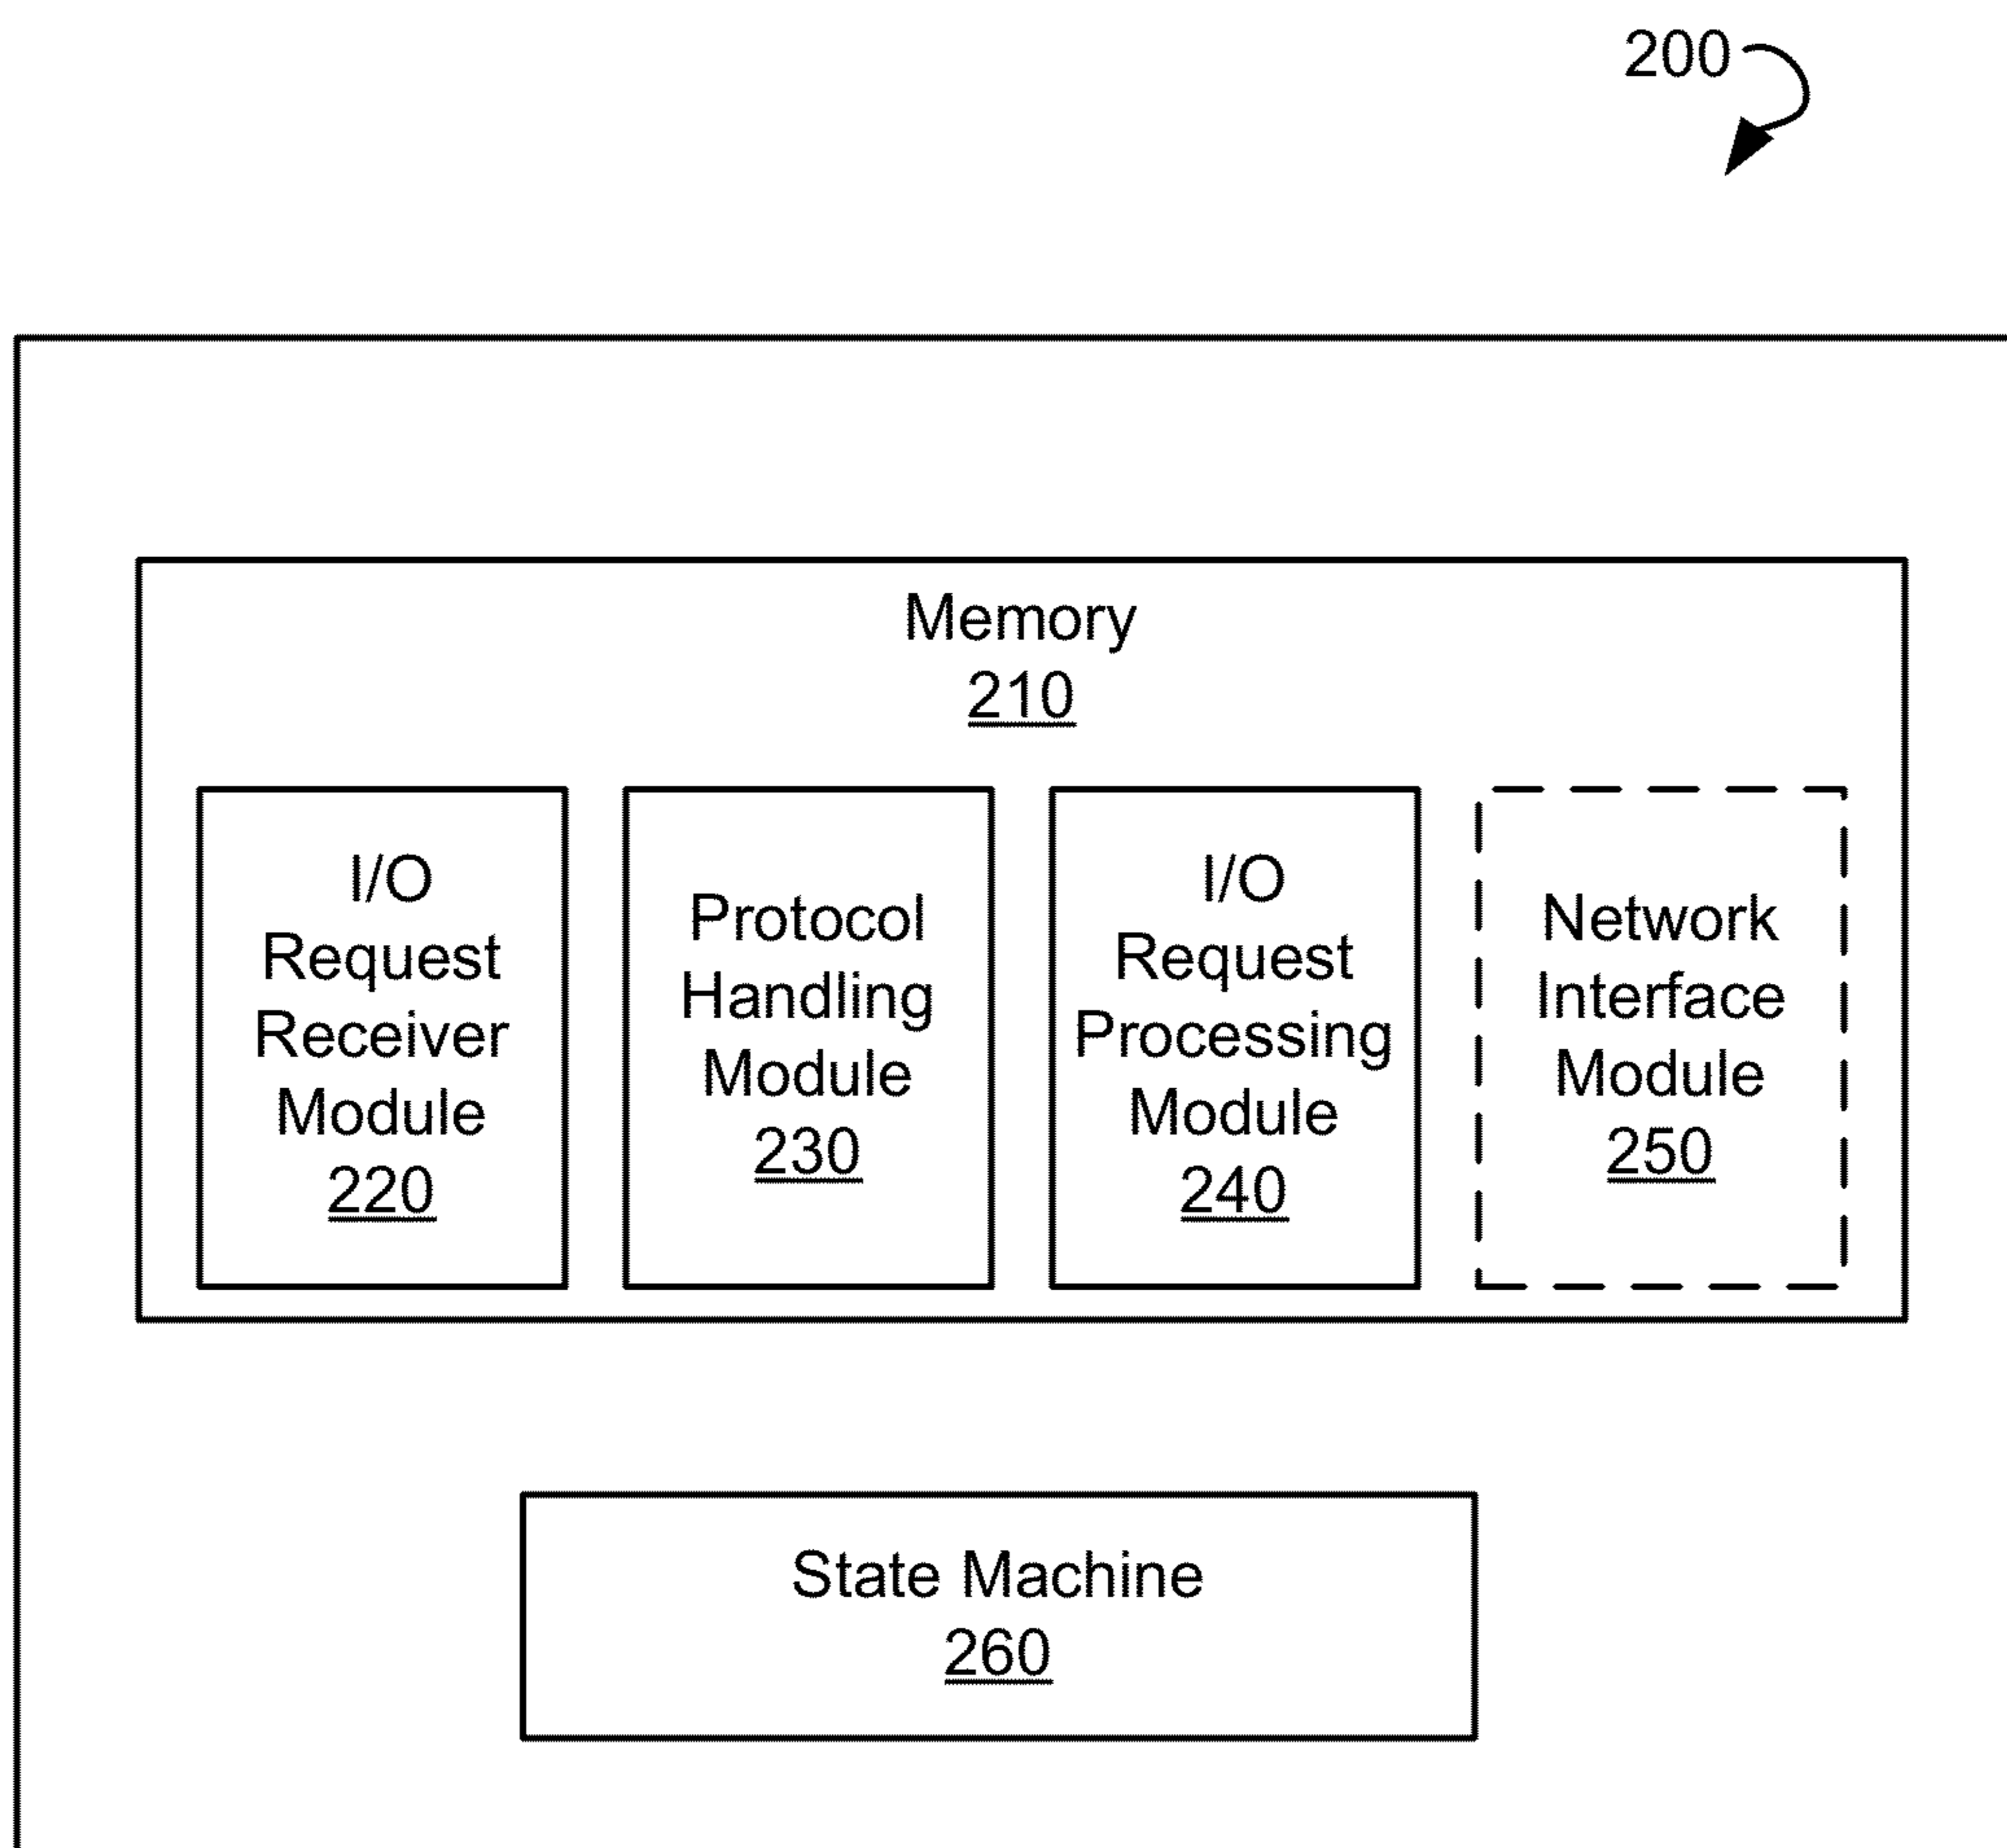 200
Memory
210
I/O
Request
Receiver
Module
220
Protocol
Handling
Module
230
I/O
Request
Processing
Module
240
Network
Interface
Module
250
State Machine
260